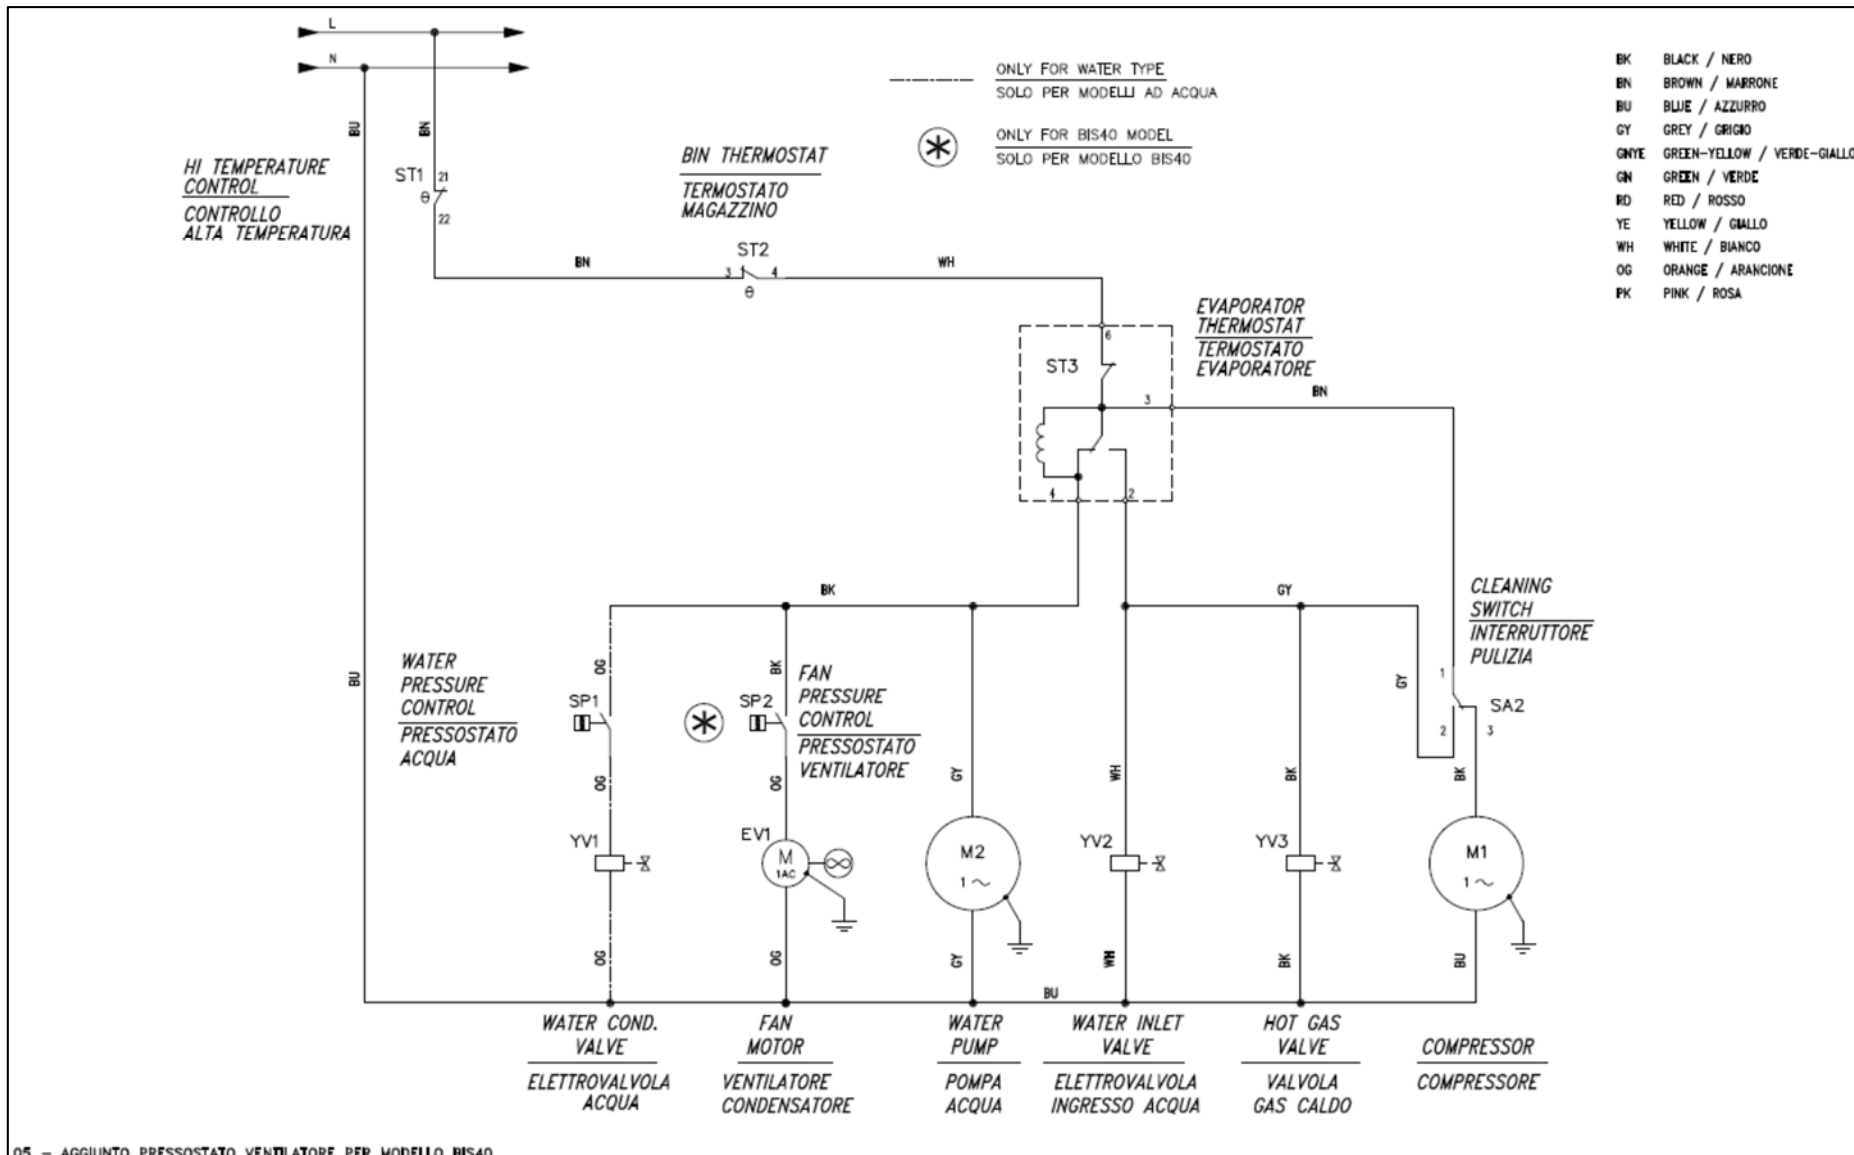 L
N
ONLY FOR WATER TYPE
SOLO PER MODELLI AD ACQUA
ONLY FOR BIS40 MODEL
SOLO PER MODELLO BIS40
BK BLACK / NERO
BN BROWN / MARRONE
BU BLUE / AZZURRO
GY GREY / GRIGIO
GNYE GREEN-YELLOW / VERDE-GIALLO
GN GREEN / VERDE
RD RED / ROSSO
YE YELLOW / GIALLO
WH WHITE / BIANCO
OG ORANGE / ARANCIONE
PK PINK / ROSA
BU
BN
HI TEMPERATURE
CONTROL
CONTROLLO
ALTA TEMPERATURA
ST1
21
θ
22
BIN THERMOSTAT
TERMOSTATO
MAGAZZINO
ST2
BN
3
4
θ
WH
EVAPORATOR
THERMOSTAT
TERMOSTATO
EVAPORATORE
6
ST3
3
BN
4
2
BK
GY
CLEANING
SWITCH
INTERRUTTORE
PULIZIA
BU
WATER
PRESSURE
CONTROL
PRESSOSTATO
ACQUA
OG
SP1
OG
BK
SP2
OG
FAN
PRESSURE
CONTROL
PRESSOSTATO
VENTILATORE
GY
WH
BK
GY
1
SA2
2
3
BK
YV1
EV1
M
1AC
M2
1~
YV2
YV3
M1
1~
OG
OG
GY
WH
BK
BU
BU
WATER COND.
VALVE
ELETTROVALVOLA
ACQUA
FAN
MOTOR
VENTILATORE
CONDENSATORE
WATER
PUMP
POMPA
ACQUA
WATER INLET
VALVE
ELETTROVALVOLA
INGRESSO ACQUA
HOT GAS
VALVE
VALVOLA
GAS CALDO
COMPRESSOR
COMPRESSORE
05 - AGGIUNTO PRESSOSTATO VENTILATORE PER MODELLO BIS40